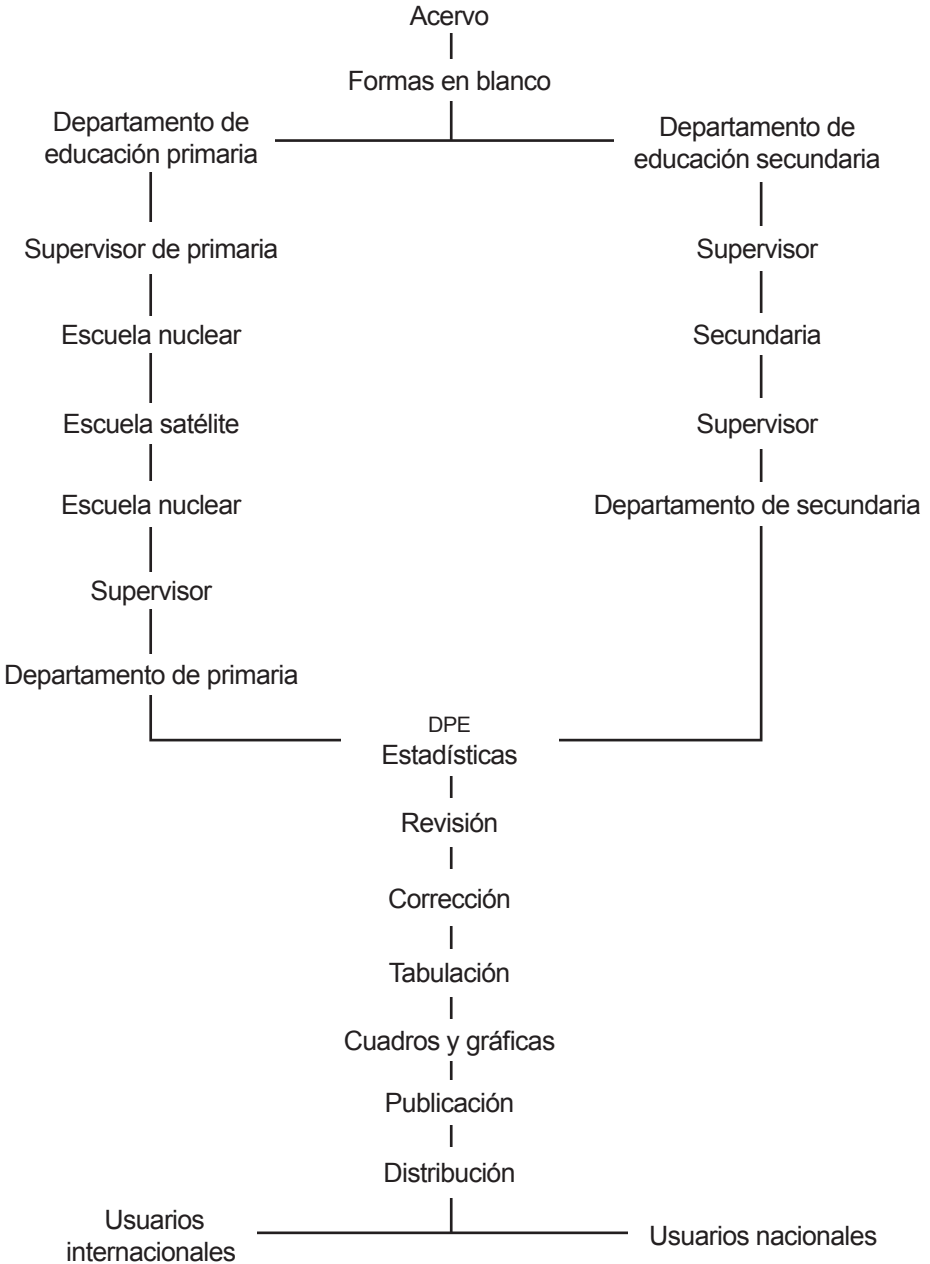 Acervo
Formas en blanco
Departamento de
educación primaria
Departamento de
educación secundaria
Supervisor de primaria
Supervisor
Escuela nuclear
Secundaria
Escuela satélite
Supervisor
Escuela nuclear
Departamento de secundaria
Supervisor
Departamento de primaria
DPE
Estadísticas
Revisión
Corrección
Tabulación
Cuadros y gráficas
Publicación
Distribución
Usuarios
internacionales
Usuarios nacionales